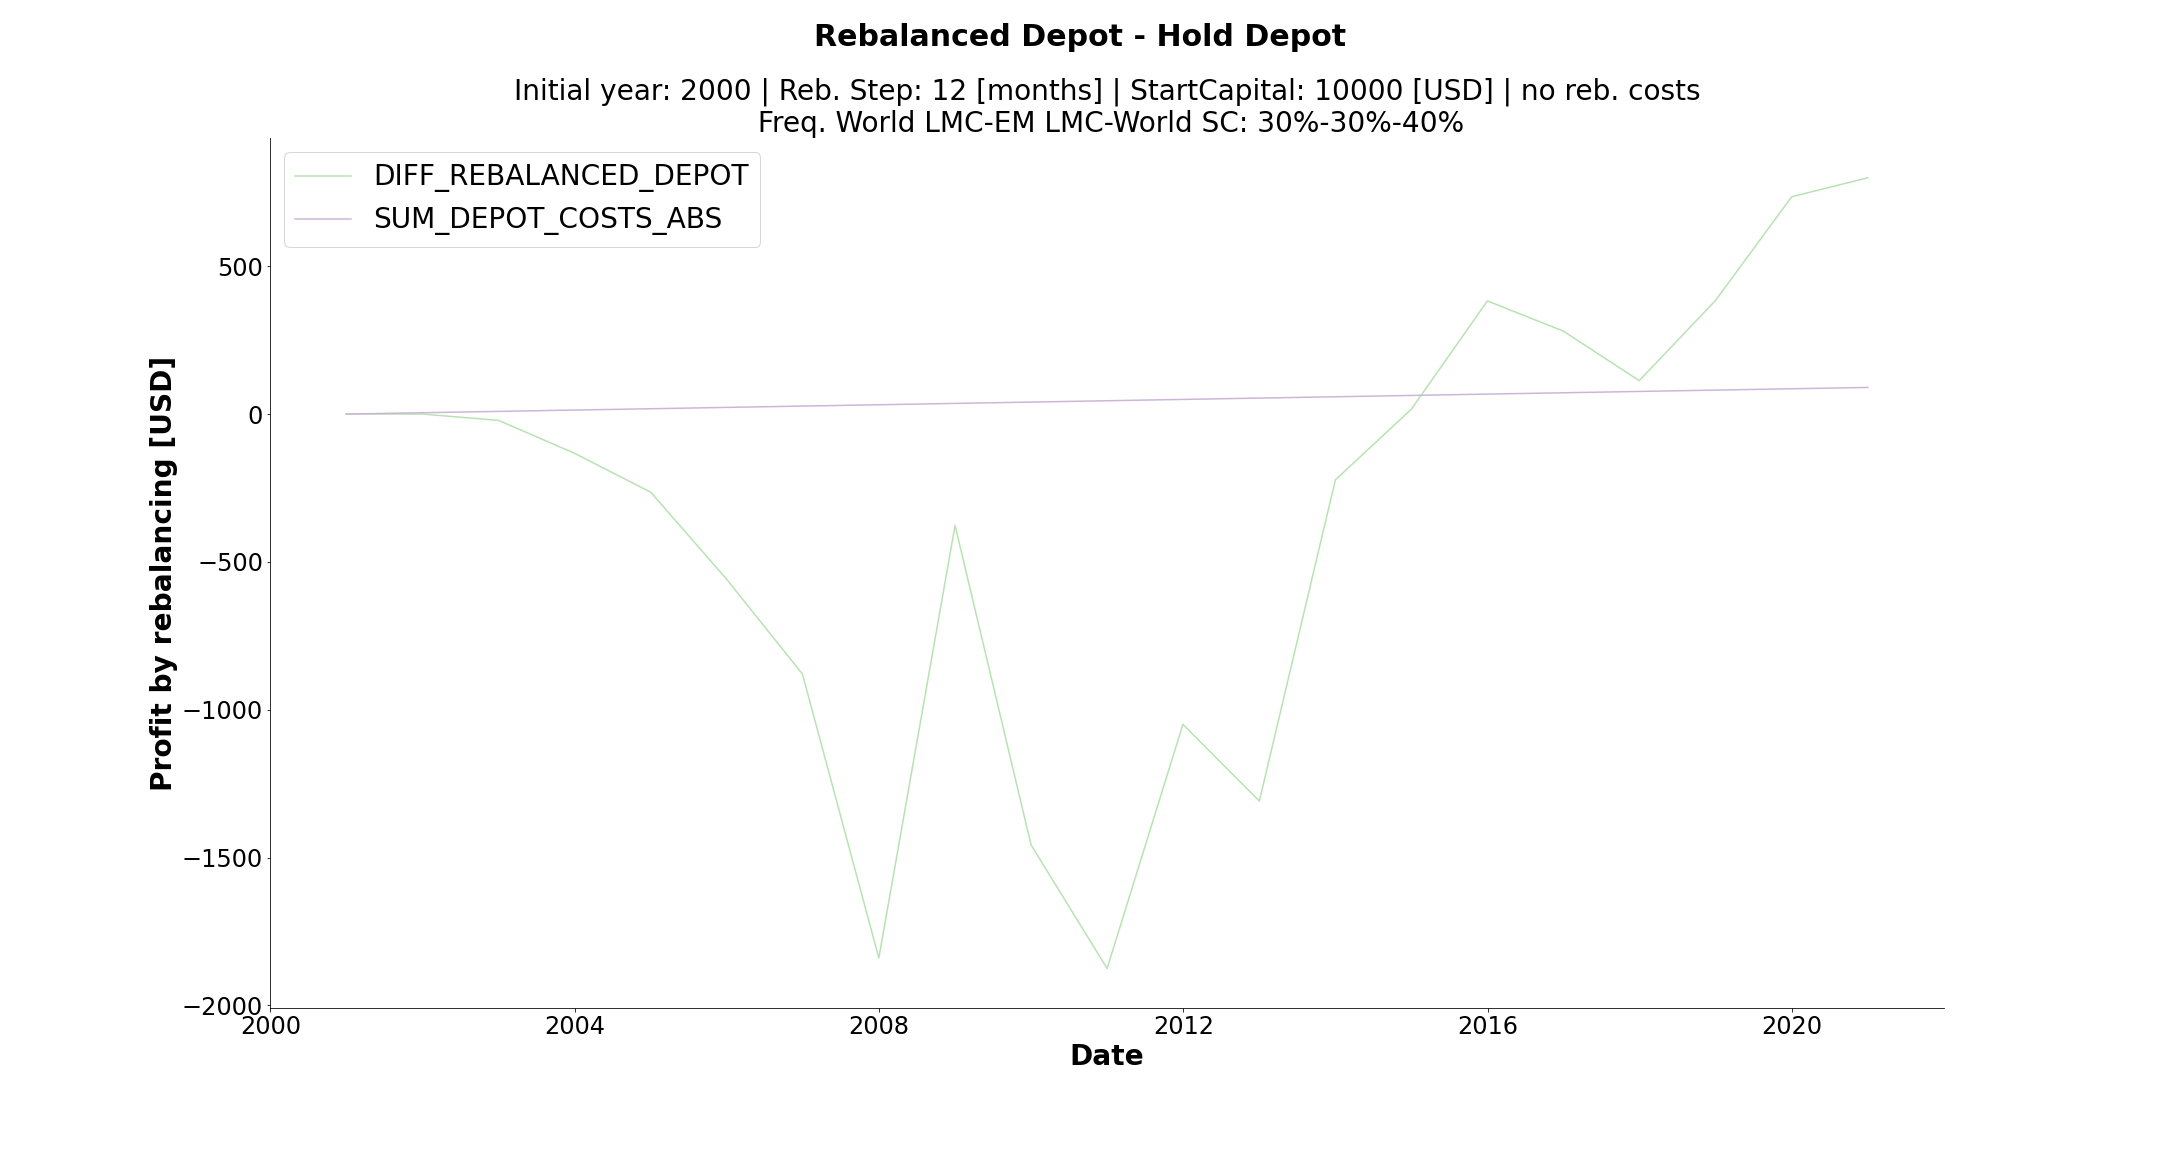 Rebalanced Depot - Hold Depot
Initial year: 2000 | Reb. Step: 12 [months] | StartCapital: 10000 [USD] | no reb. costs
Freq. World LMC-EM LMC-World SC: 30%-30%-40%
DIFF_REBALANCED_DEPOT
SUM_DEPOT_COSTS_ABS
Profit by rebalancing [USD]
500
0
−500
−1000
−1500
−2000
2000 2004 2008 2012 2016 2020
Date